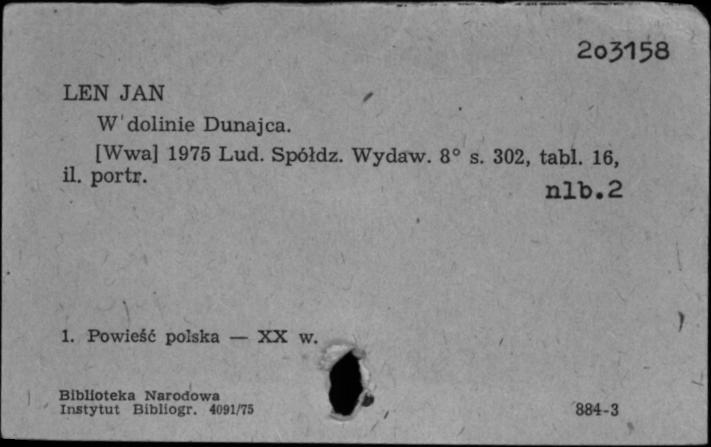 203158
LEN JAN
W dolinie Dunajca.
[Wwa] 1975 Lud. Spółdz. Wydaw. 8° s. 302, tabl. 16,
il. portr.
nlb.2
1. Powieść polska — XX w.
Biblioteka Narodowa
Instytut Bibliogr. 4091/75
884-3